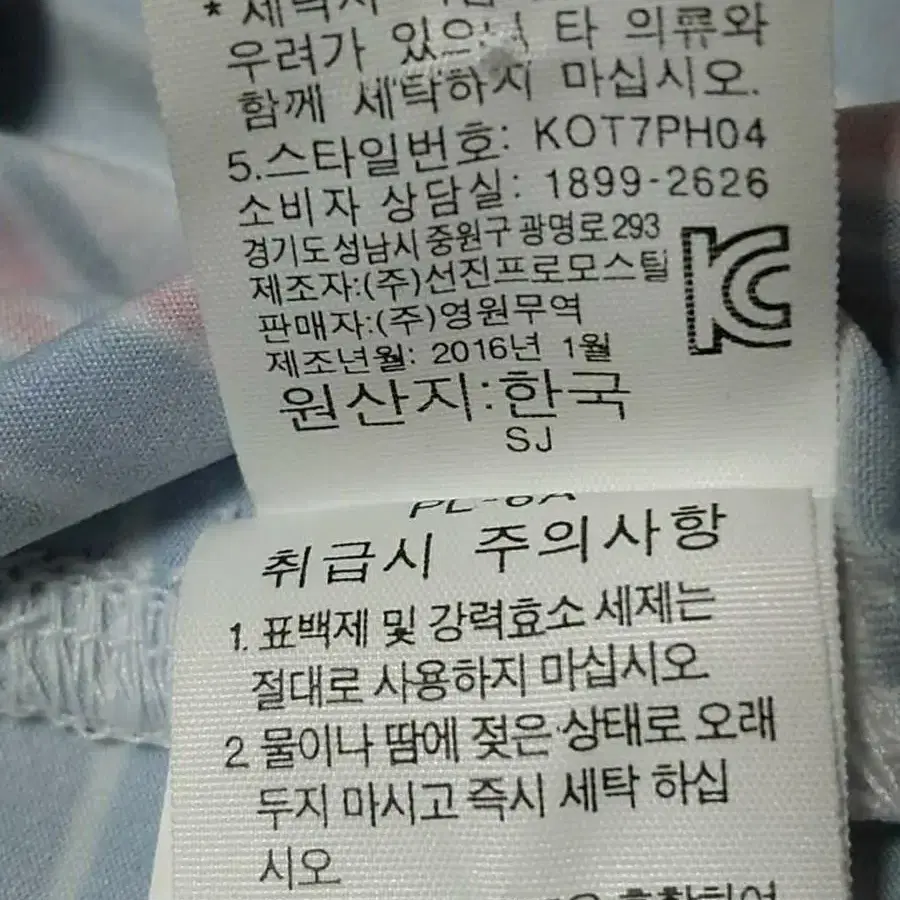 * 세탁시
우려가 있으니 타 의류와
함께 세탁하지 마십시오.
5.스타일번호: KOT7PH04
소비자 상담실: 1899-2626
경기도성남시 중원구 광명로293
제조자:(주)선진프로모스틸
판매자:(주)영원무역
제조년월: 2016년 1월
원산지:한국
SJ
KC
PL-6A
취급시 주의사항
1. 표백제 및 강력효소 세제는
절대로 사용하지 마십시오
2. 물이나 땀에 젖은 상태로 오래
두지 마시고 즉시 세탁 하십
시오